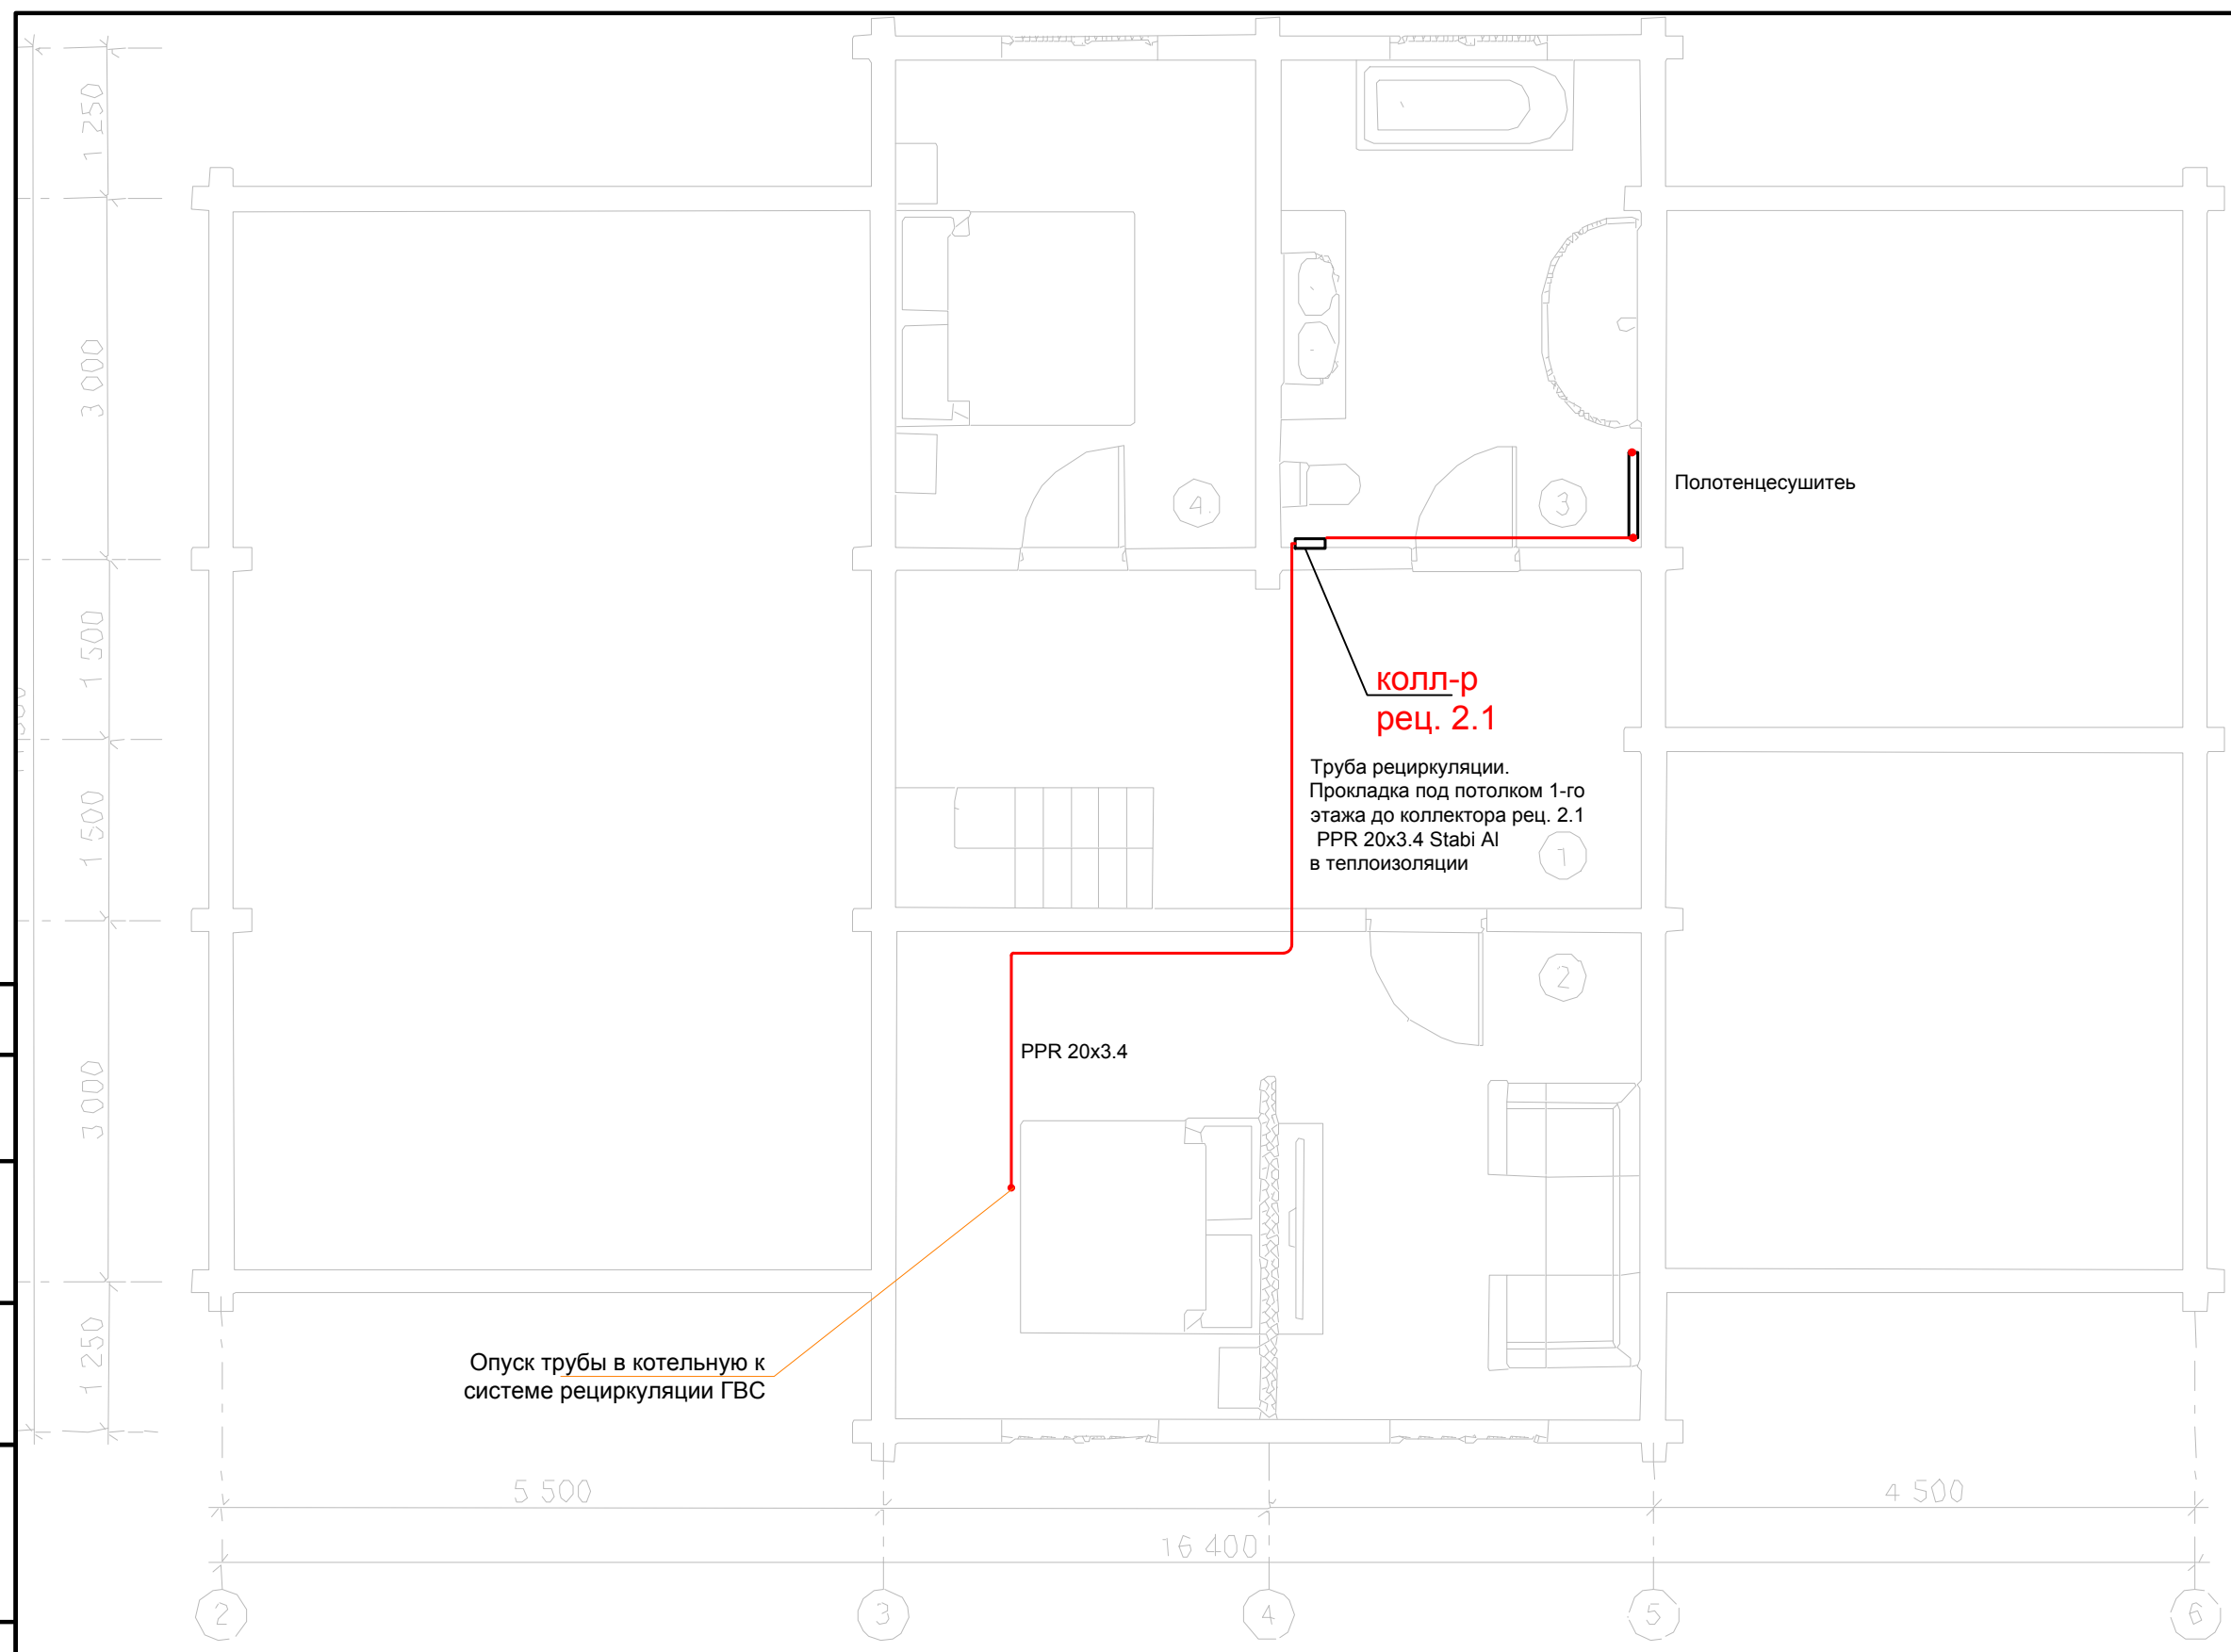 1 250
3 000
1 500
1 500
3 000
1 250
4.
3
Полотенцесушитеь
колл-р
рец. 2.1
Труба рециркуляции.
Прокладка под потолком 1-го
этажа до коллектора рец. 2.1
PPR 20x3.4 Stabi Al
в теплоизоляции
1
2
PPR 20x3.4
Опуск трубы в котельную к
системе рециркуляции ГВС
5 500
4 500
16 400
2
3
4
5
6